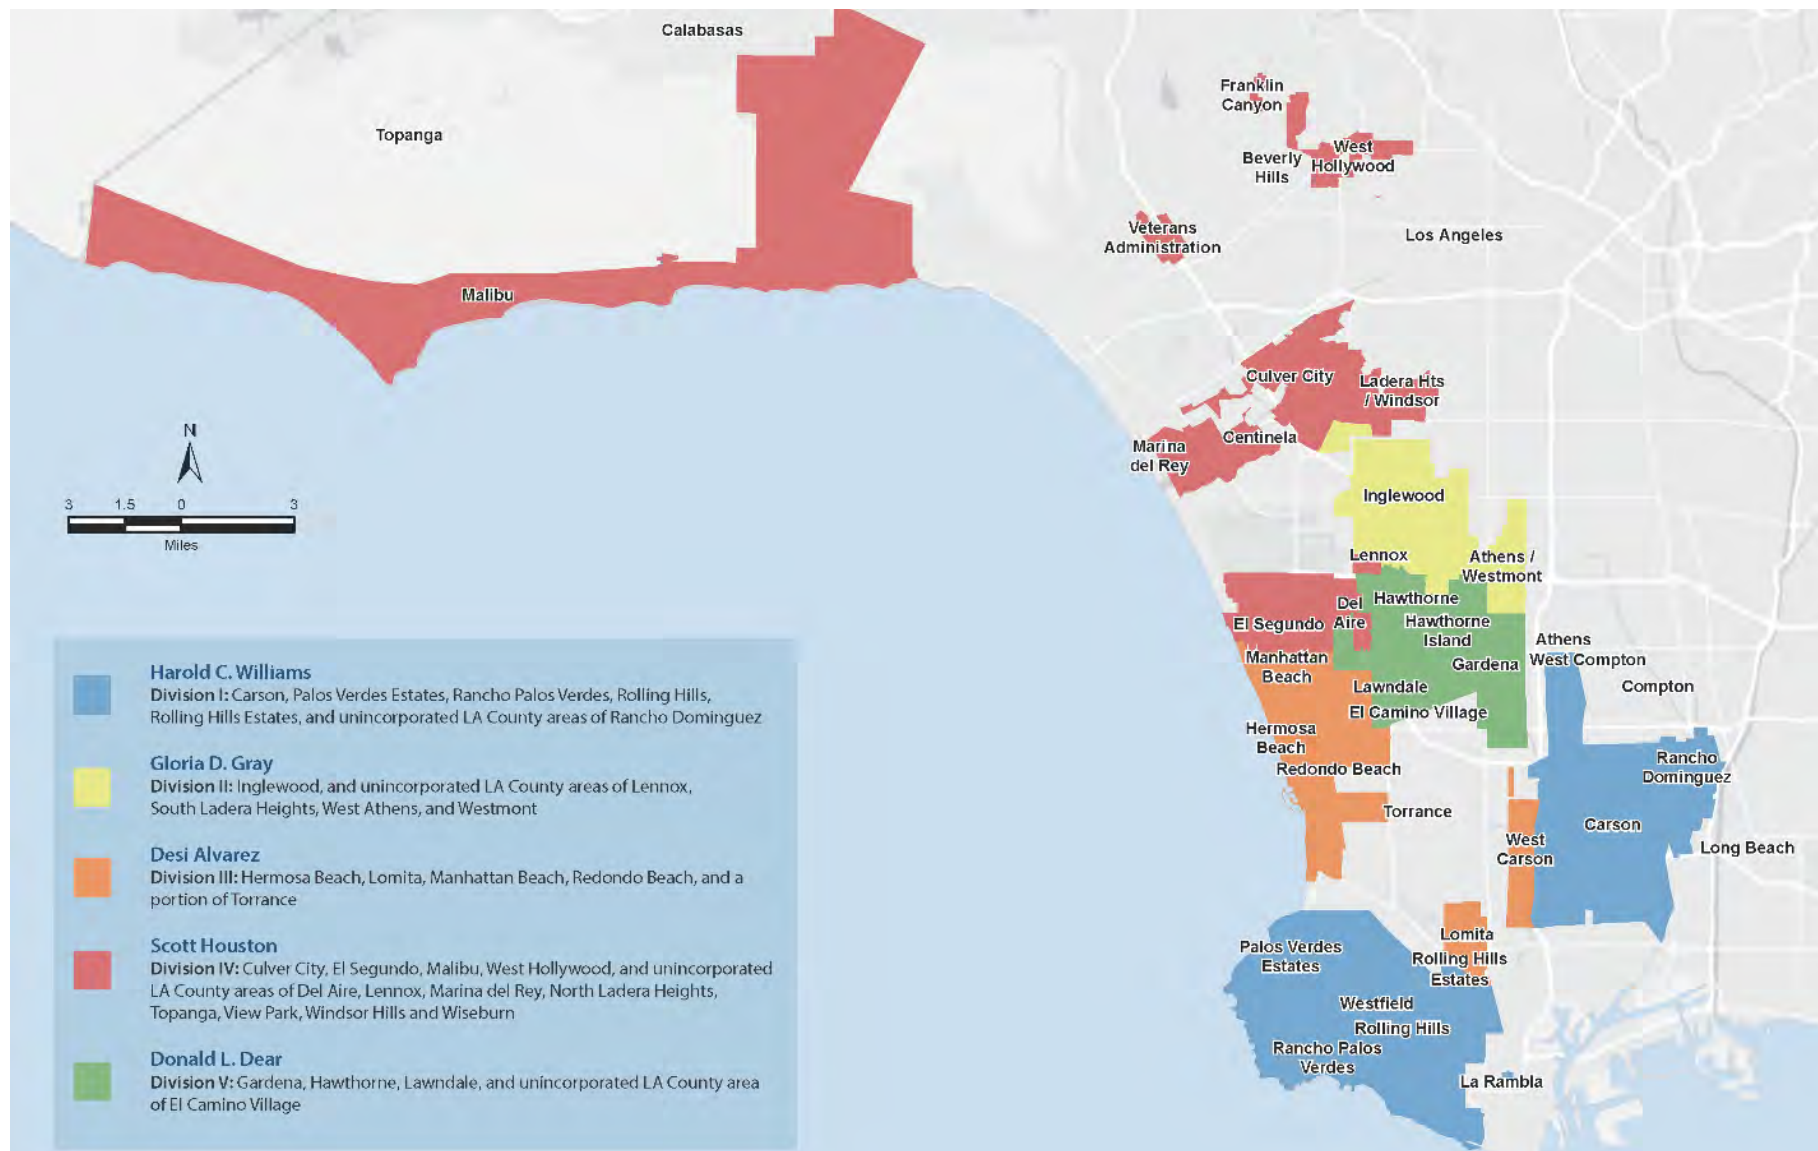 Calabasas
Topanga
Malibu
Franklin
Canyon
Beverly
Hills
West
Hollywood
Veterans
Administration
Los Angeles
Culver City
Ladera Hts
/ Windsor
Centinela
Marina
del Rey
Inglewood
Lennox
Athens /
Westmont
Hawthorne
Del
Aire
El Segundo
Hawthorne
Island
Athens
Manhattan
Beach
Gardena
West Compton
Compton
Lawndale
El Camino Village
Hermosa
Beach
Redondo Beach
Rancho
Dominguez
Torrance
Carson
West
Carson
Long Beach
Lomita
Palos Verdes
Estates
Rolling Hills
Estates
Westfield
Rolling Hills
Rancho Palos
Verdes
La Rambla
N
3 1.5 0 3
Miles
Harold C. Williams
Division I: Carson, Palos Verdes Estates, Rancho Palos Verdes, Rolling Hills,
Rolling Hills Estates, and unincorporated LA County areas of Rancho Dominguez
Gloria D. Gray
Division II: Inglewood, and unincorporated LA County areas of Lennox,
South Ladera Heights, West Athens, and Westmont
Desi Alvarez
Division III: Hermosa Beach, Lomita, Manhattan Beach, Redondo Beach, and a
portion of Torrance
Scott Houston
Division IV: Culver City, El Segundo, Malibu, West Hollywood, and unincorporated
LA County areas of Del Aire, Lennox, Marina del Rey, North Ladera Heights,
Topanga, View Park, Windsor Hills and Wiseburn
Donald L. Dear
Division V: Gardena, Hawthorne, Lawndale, and unincorporated LA County area
of El Camino Village